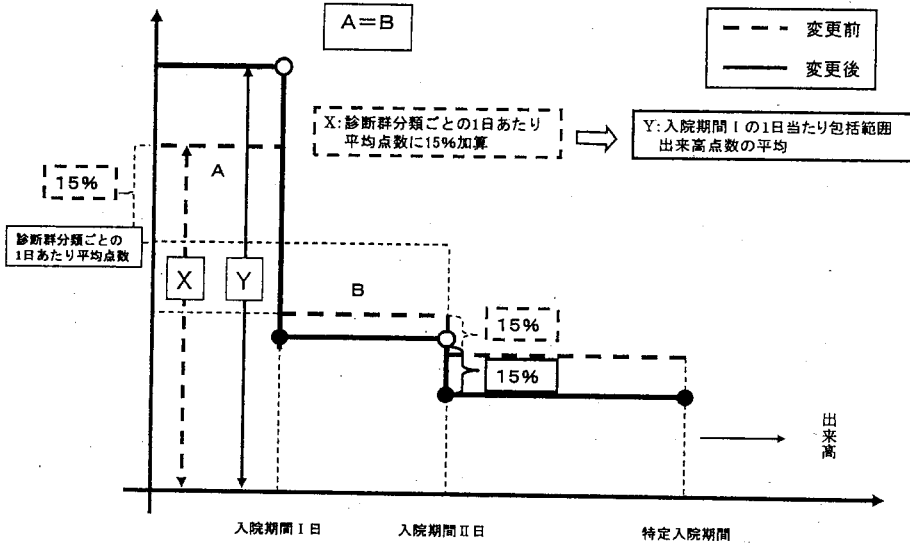 A＝B
変更前
変更後
X:診断群分類ごとの1日あたり
平均点数に15%加算
Y:入院期間Ⅰの1日当たり包括範囲
出来高点数の平均
15%
A
診断群分類ごとの
1日あたり平均点数
X
Y
B
15%
15%
出来高
入院期間Ⅰ日
入院期間Ⅱ日
特定入院期間